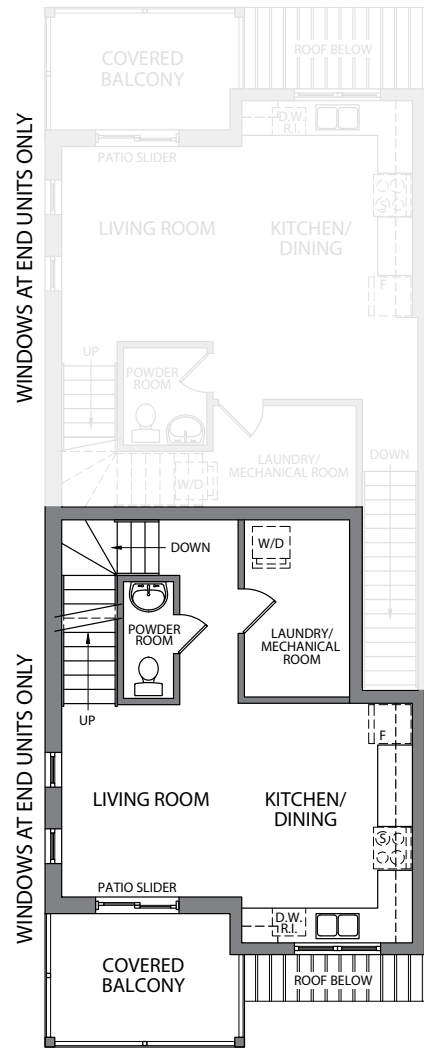 COVERED
BALCONY
ROOF BELOW
D.W.
R.I.
PATIO SLIDER
WINDOWS AT END UNITS ONLY
LIVING ROOM
KITCHEN/
DINING
S
F
UP
POWDER
ROOM
DOWN
LAUNDRY/
MECHANICAL ROOM
W/D
DOWN
W/D
POWDER
ROOM
LAUNDRY/
MECHANICAL
ROOM
UP
F
WINDOWS AT END UNITS ONLY
LIVING ROOM
KITCHEN/
DINING
S
PATIO SLIDER
D.W.
R.I.
COVERED
BALCONY
ROOF BELOW